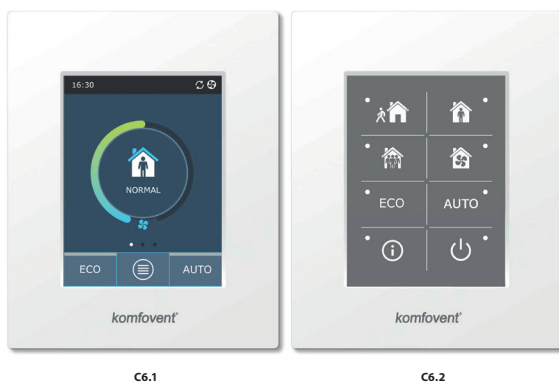 16:30
NORMAL
ECO
AUTO
komfovent
C6.1
ECO
AUTO
komfovent
C6.2